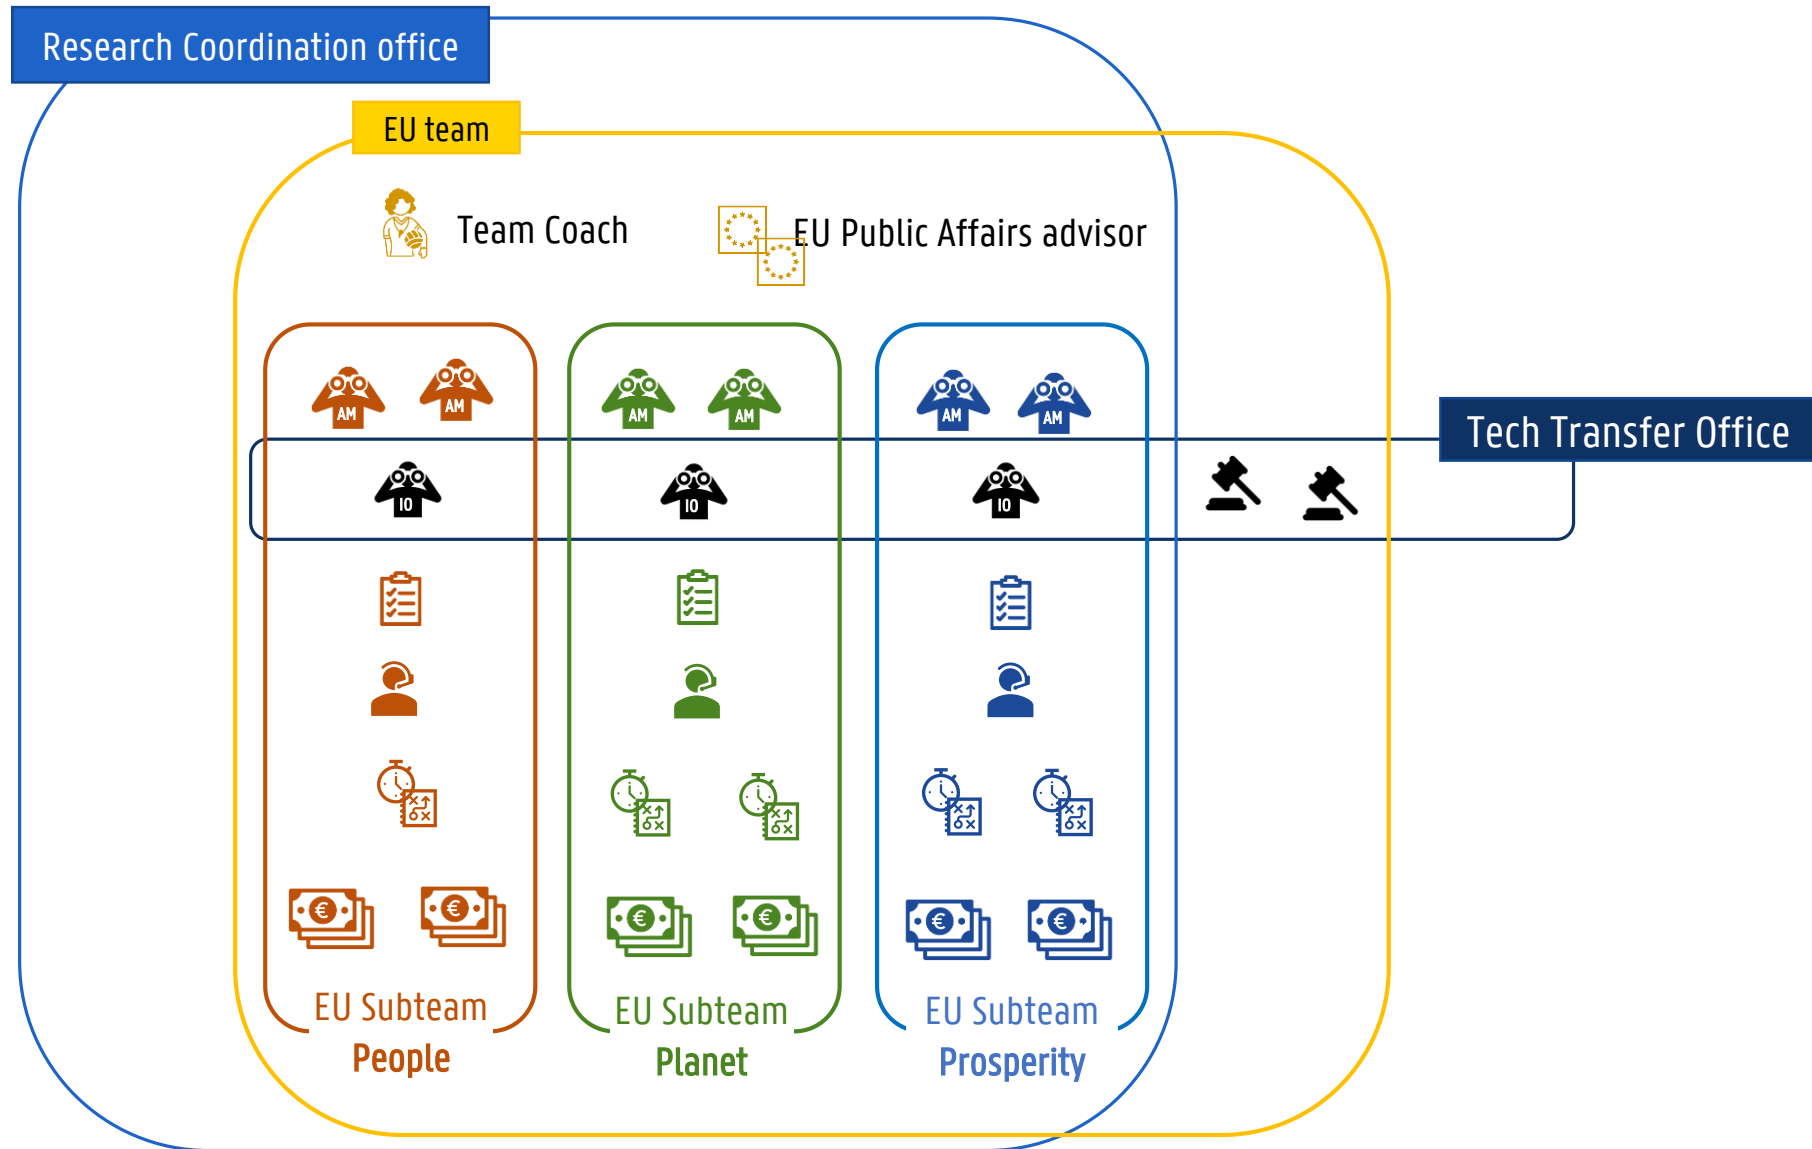 Research Coordination office
EU team
Team Coach
EU Public Affairs advisor
AM
AM
AM
AM
AM
AM
Tech Transfer Office
IO
IO
IO
€
€
€
€
€
€
EU Subteam
People
EU Subteam
Planet
EU Subteam
Prosperity